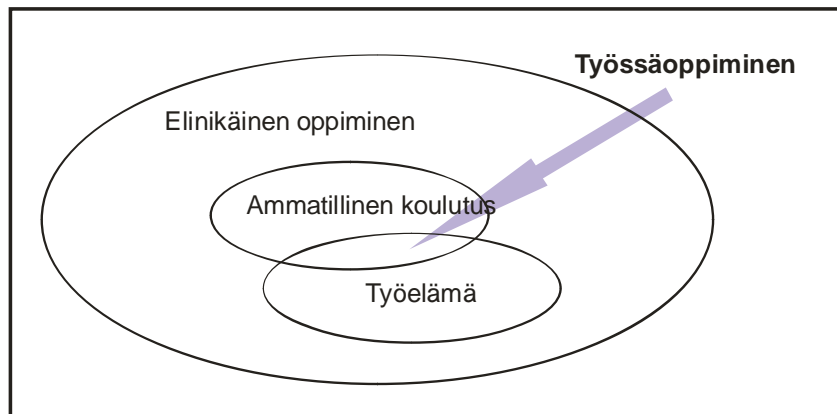 Työssäoppiminen
Elinikäinen oppiminen
Ammatillinen koulutus
Työelämä